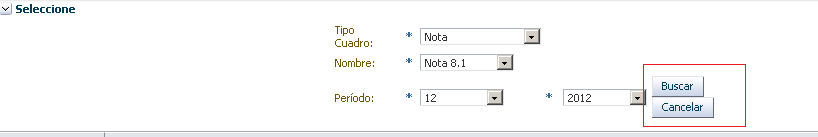 Seleccione
Tipo
Cuadro: * Nota
Nombre: * Nota 8.1
Período: * 12 * 2012
Buscar
Cancelar